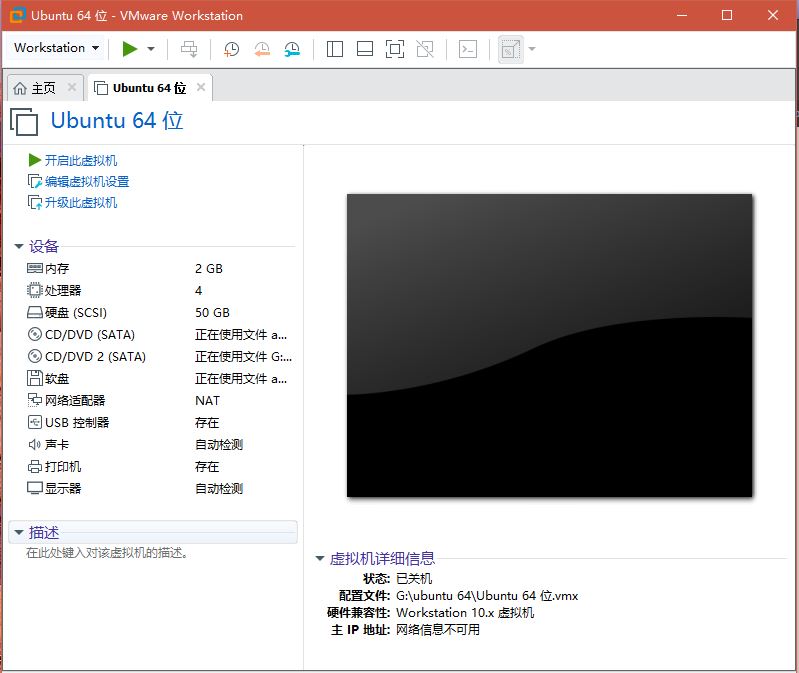 Ubuntu 64 位 - VMware Workstation
Workstation
主页
Ubuntu 64 位
Ubuntu 64 位
开启此虚拟机
编辑虚拟机设置
升级此虚拟机
设备
内存 2 GB
处理器 4
硬盘 (SCSI) 50 GB
CD/DVD (SATA) 正在使用文件 a...
CD/DVD 2 (SATA) 正在使用文件 G:...
软盘 正在使用文件 a...
网络适配器 NAT
USB 控制器 存在
声卡 自动检测
打印机 存在
显示器 自动检测
描述
在此处键入对该虚拟机的描述。
虚拟机详细信息
状态: 已关机
配置文件: G:\ubuntu 64\Ubuntu 64 位.vmx
硬件兼容性: Workstation 10.x 虚拟机
主 IP 地址: 网络信息不可用